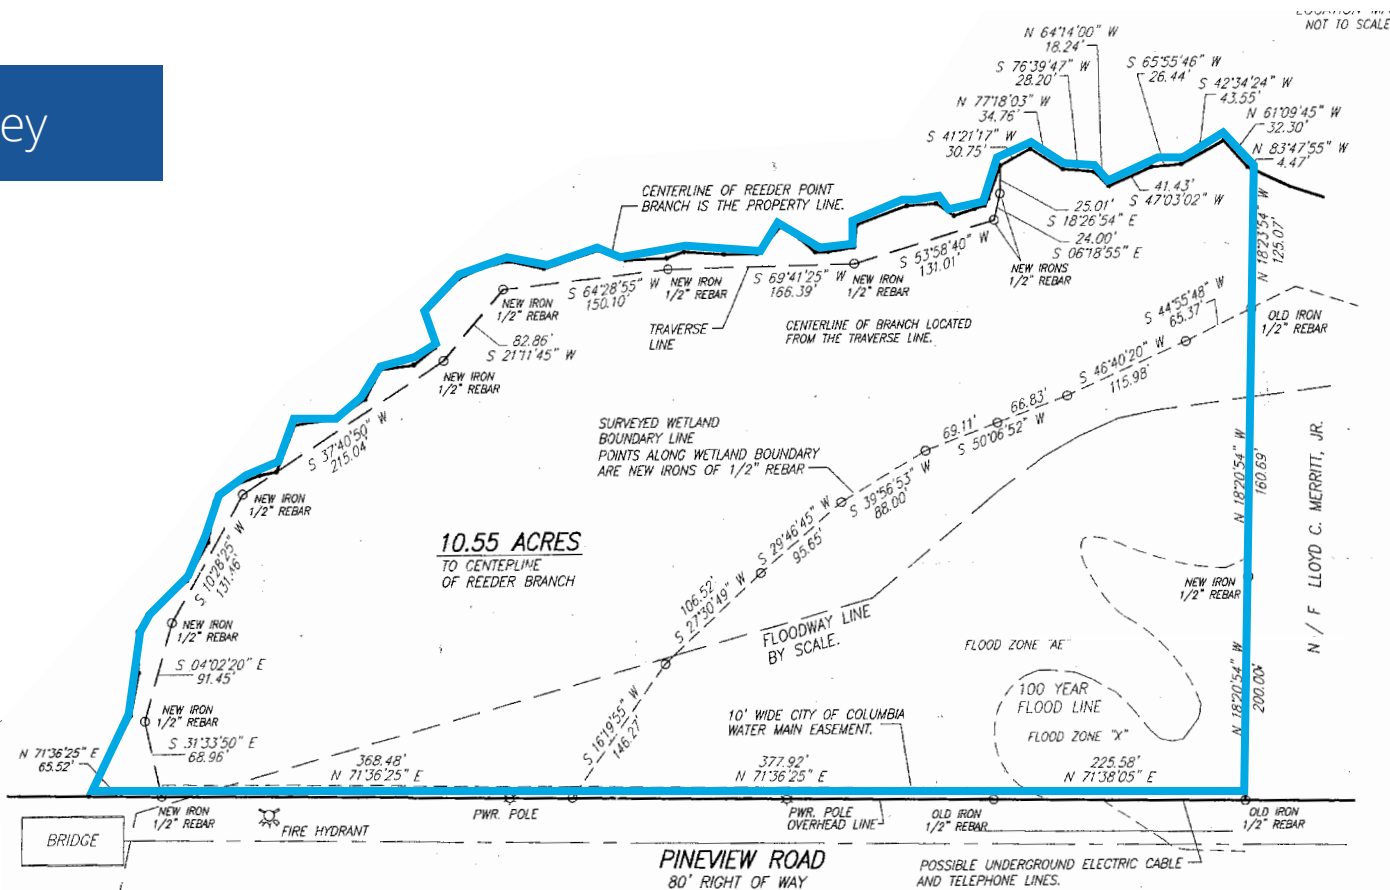 NOT TO SCALE
ey
N 64°14'00" W
18.24'
S 76°39'47" W
28.20'
S 65°55'46" W
26.44'
S 42°34'24" W
43.55'
N 77°18'03" W
34.76'
N 61°09'45" W
32.30'
S 41°21'17" W
30.75'
N 83°47'55" W
4.47'
CENTERLINE OF REEDER POINT
BRANCH IS THE PROPERTY LINE.
41.43'
S 47°03'02" W
25.01'
S 18°26'54" E
24.00'
S 06°18'55" E
N 18°23'54" W
125.07'
S 53°58'40" W
131.01'
NEW IRONS
1/2" REBAR
S 64°28'55" W
150.10'
NEW IRON
1/2" REBAR
S 69°41'25" W
166.39'
NEW IRON
1/2" REBAR
NEW IRON
1/2" REBAR
S 44°55'48" W
65.37'
OLD IRON
1/2" REBAR
TRAVERSE
LINE
CENTERLINE OF BRANCH LOCATED
FROM THE TRAVERSE LINE.
82.86'
S 21°11'45" W
NEW IRON
1/2" REBAR
S 46°40'20" W
115.98'
66.83'
S 50°06'52" W
69.11'
S 37°40'50" W
215.04'
SURVEYED WETLAND
BOUNDARY LINE
POINTS ALONG WETLAND BOUNDARY
ARE NEW IRONS OF 1/2" REBAR
S 39°56'53" W
88.00'
N 18°20'54" W
160.69'
N / F LLOYD C. MERRITT, JR.
NEW IRON
1/2" REBAR
10.55 ACRES
TO CENTERLINE
OF REEDER BRANCH
S 29°46'45" W
95.65'
S 10°28'25" W
131.46'
NEW IRON
1/2" REBAR
106.52'
S 27°30'49" W
NEW IRON
1/2" REBAR
FLOODWAY LINE
BY SCALE.
FLOOD ZONE "AE"
S 04°02'20" E
91.45'
100 YEAR
FLOOD LINE
N 18°20'54" W
200.00'
NEW IRON
1/2" REBAR
10' WIDE CITY OF COLUMBIA
WATER MAIN EASEMENT.
FLOOD ZONE "X"
S 16°19'55" W
146.27'
S 31°33'50" E
68.96'
N 71°36'25" E
65.52'
368.48'
N 71°36'25" E
377.92'
N 71°36'25" E
225.58'
N 71°38'05" E
NEW IRON
1/2" REBAR
FIRE HYDRANT
PWR. POLE
PWR. POLE
OVERHEAD LINE
OLD IRON
1/2" REBAR
OLD IRON
1/2" REBAR
BRIDGE
PINEVIEW ROAD
80' RIGHT OF WAY
POSSIBLE UNDERGROUND ELECTRIC CABLE
AND TELEPHONE LINES.